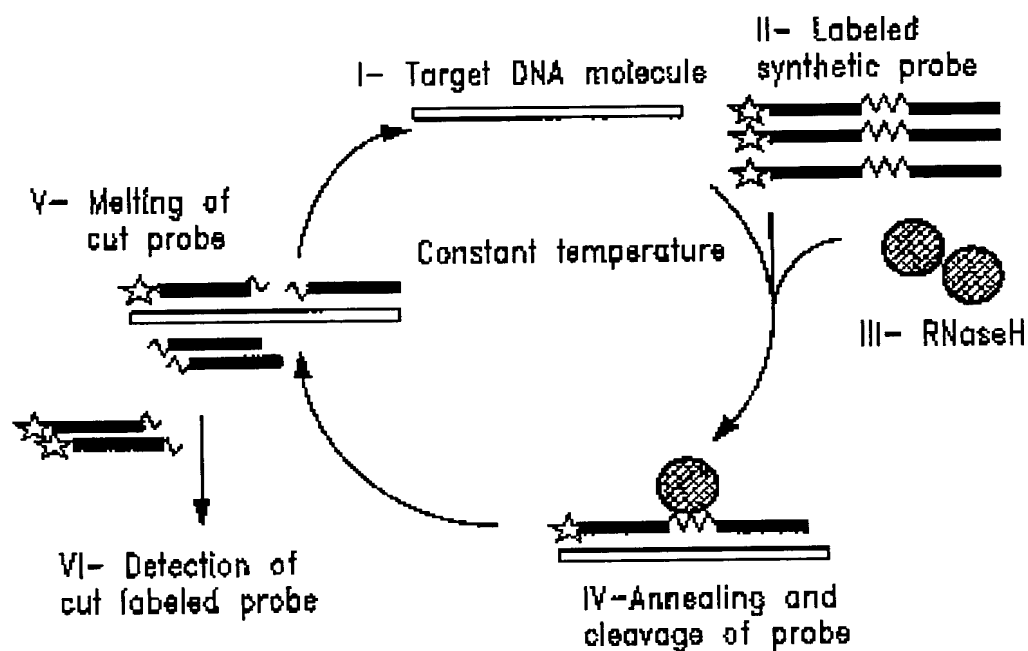 I- Target DNA molecule
II- Labeled
synthetic probe
V- Melting of
cut probe
Constant temperature
III- RNaseH
VI- Detection of
cut labeled probe
IV-Annealing and
cleavage of probe